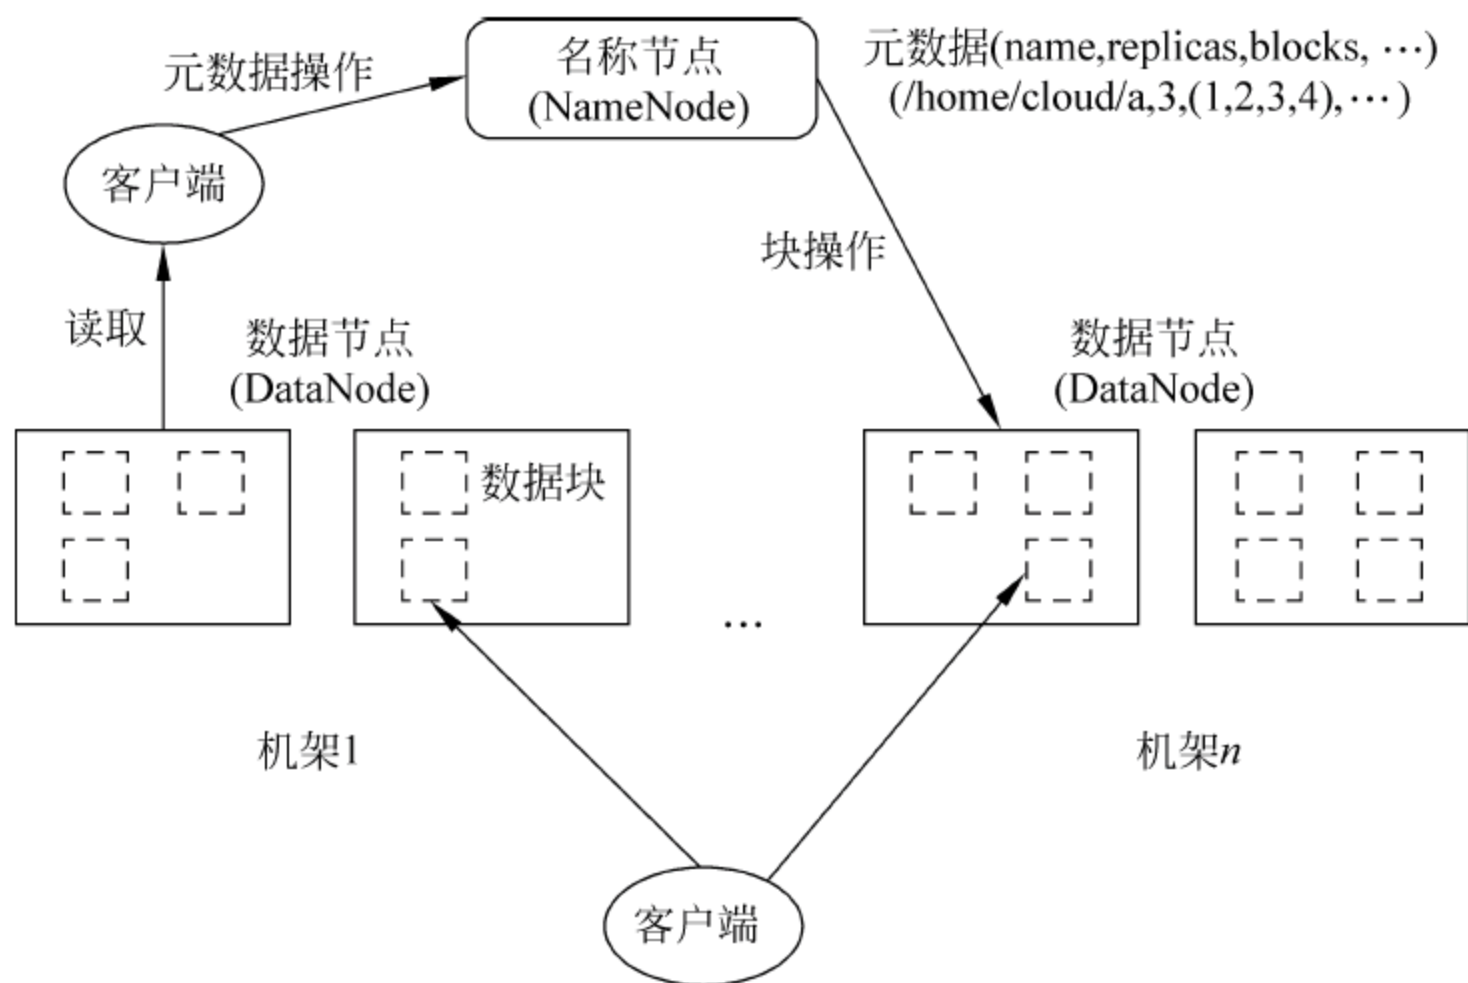 元数据操作
名称节点
(NameNode)
元数据(name,replicas,blocks, …)
(/home/cloud/a,3,(1,2,3,4),…)
客户端
块操作
读取
数据节点
(DataNode)
数据节点
(DataNode)
数据块
…
机架1
机架n
客户端